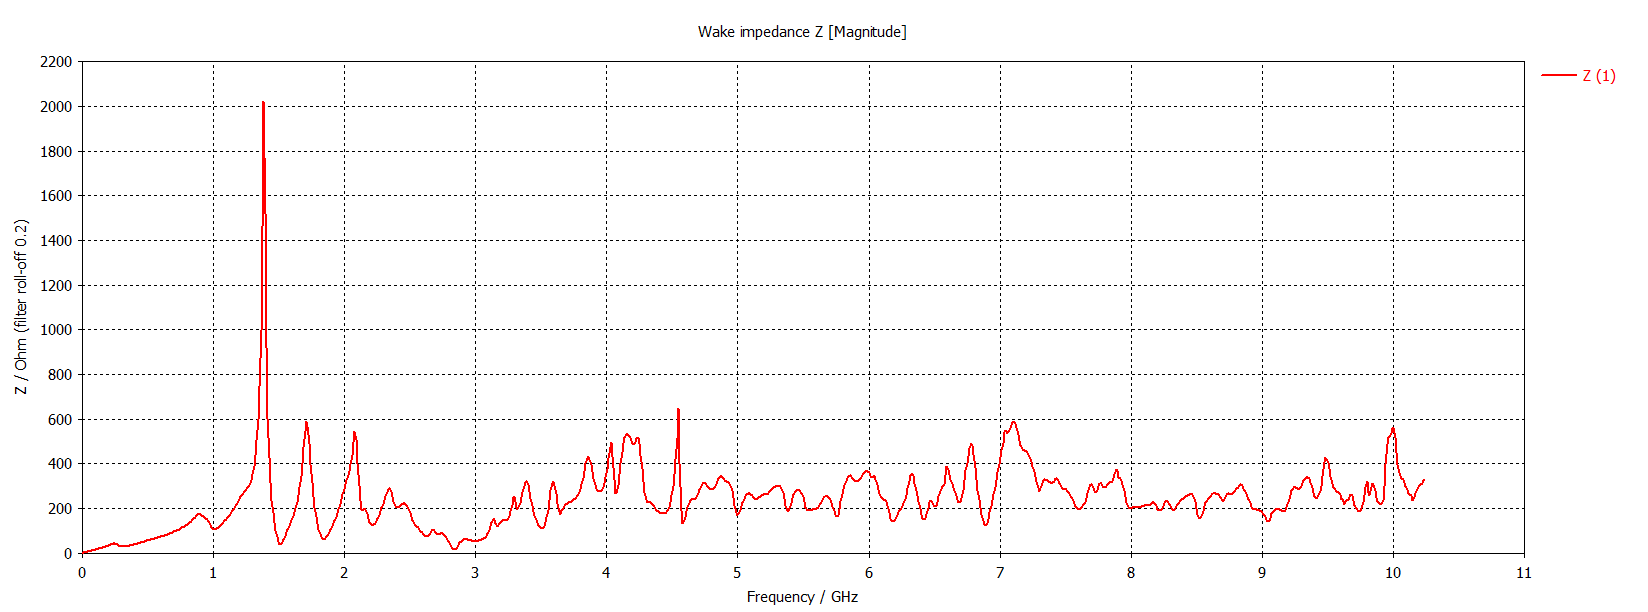 Wake impedance Z [Magnitude]
Z (1)
Z / Ohm (filter roll-off 0.2)
2200
2000
1800
1600
1400
1200
1000
800
600
400
200
0
0 1 2 3 4 5 6 7 8 9 10 11
Frequency / GHz